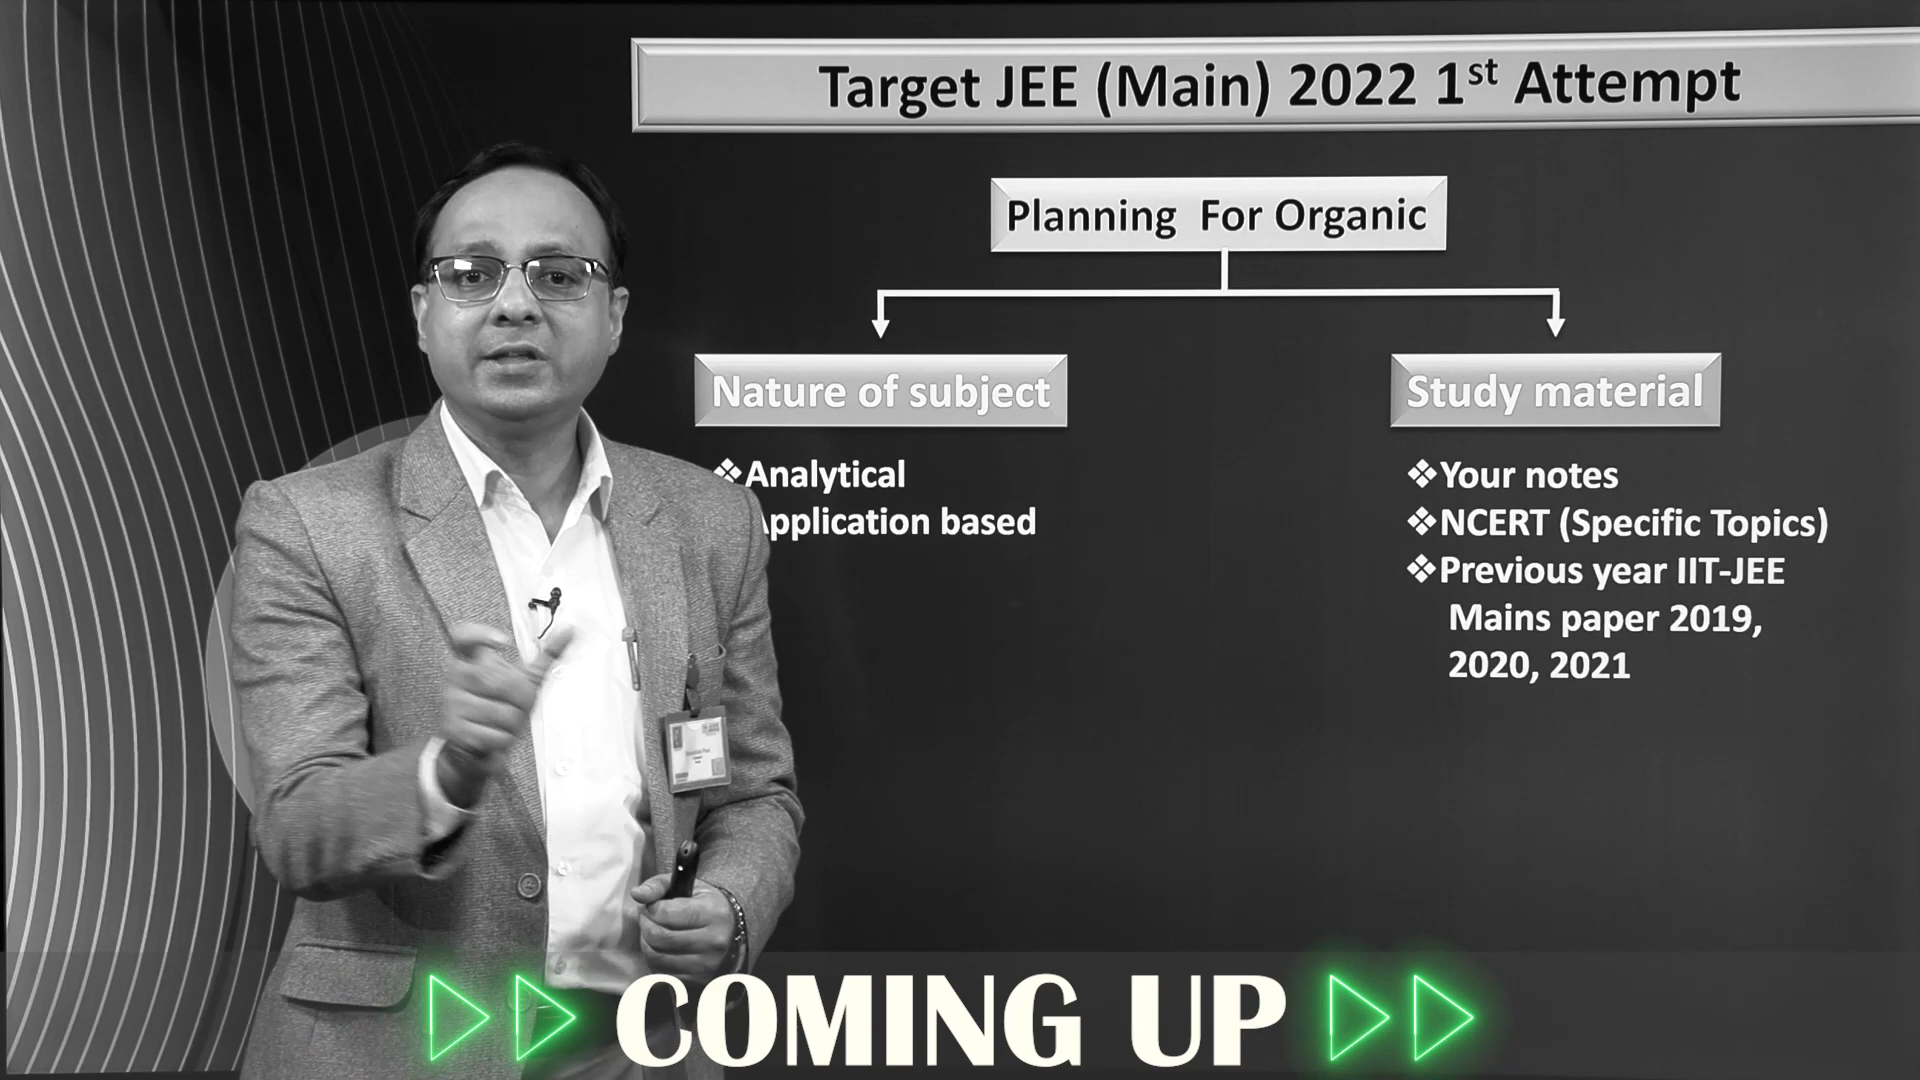 Target JEE (Main) 2022 1st Attempt
Planning For Organic
Nature of subject
Study material
❖Analytical
Application based
❖Your notes
❖NCERT (Specific Topics)
❖Previous year IIT-JEE
Mains paper 2019,
2020, 2021
COMING UP